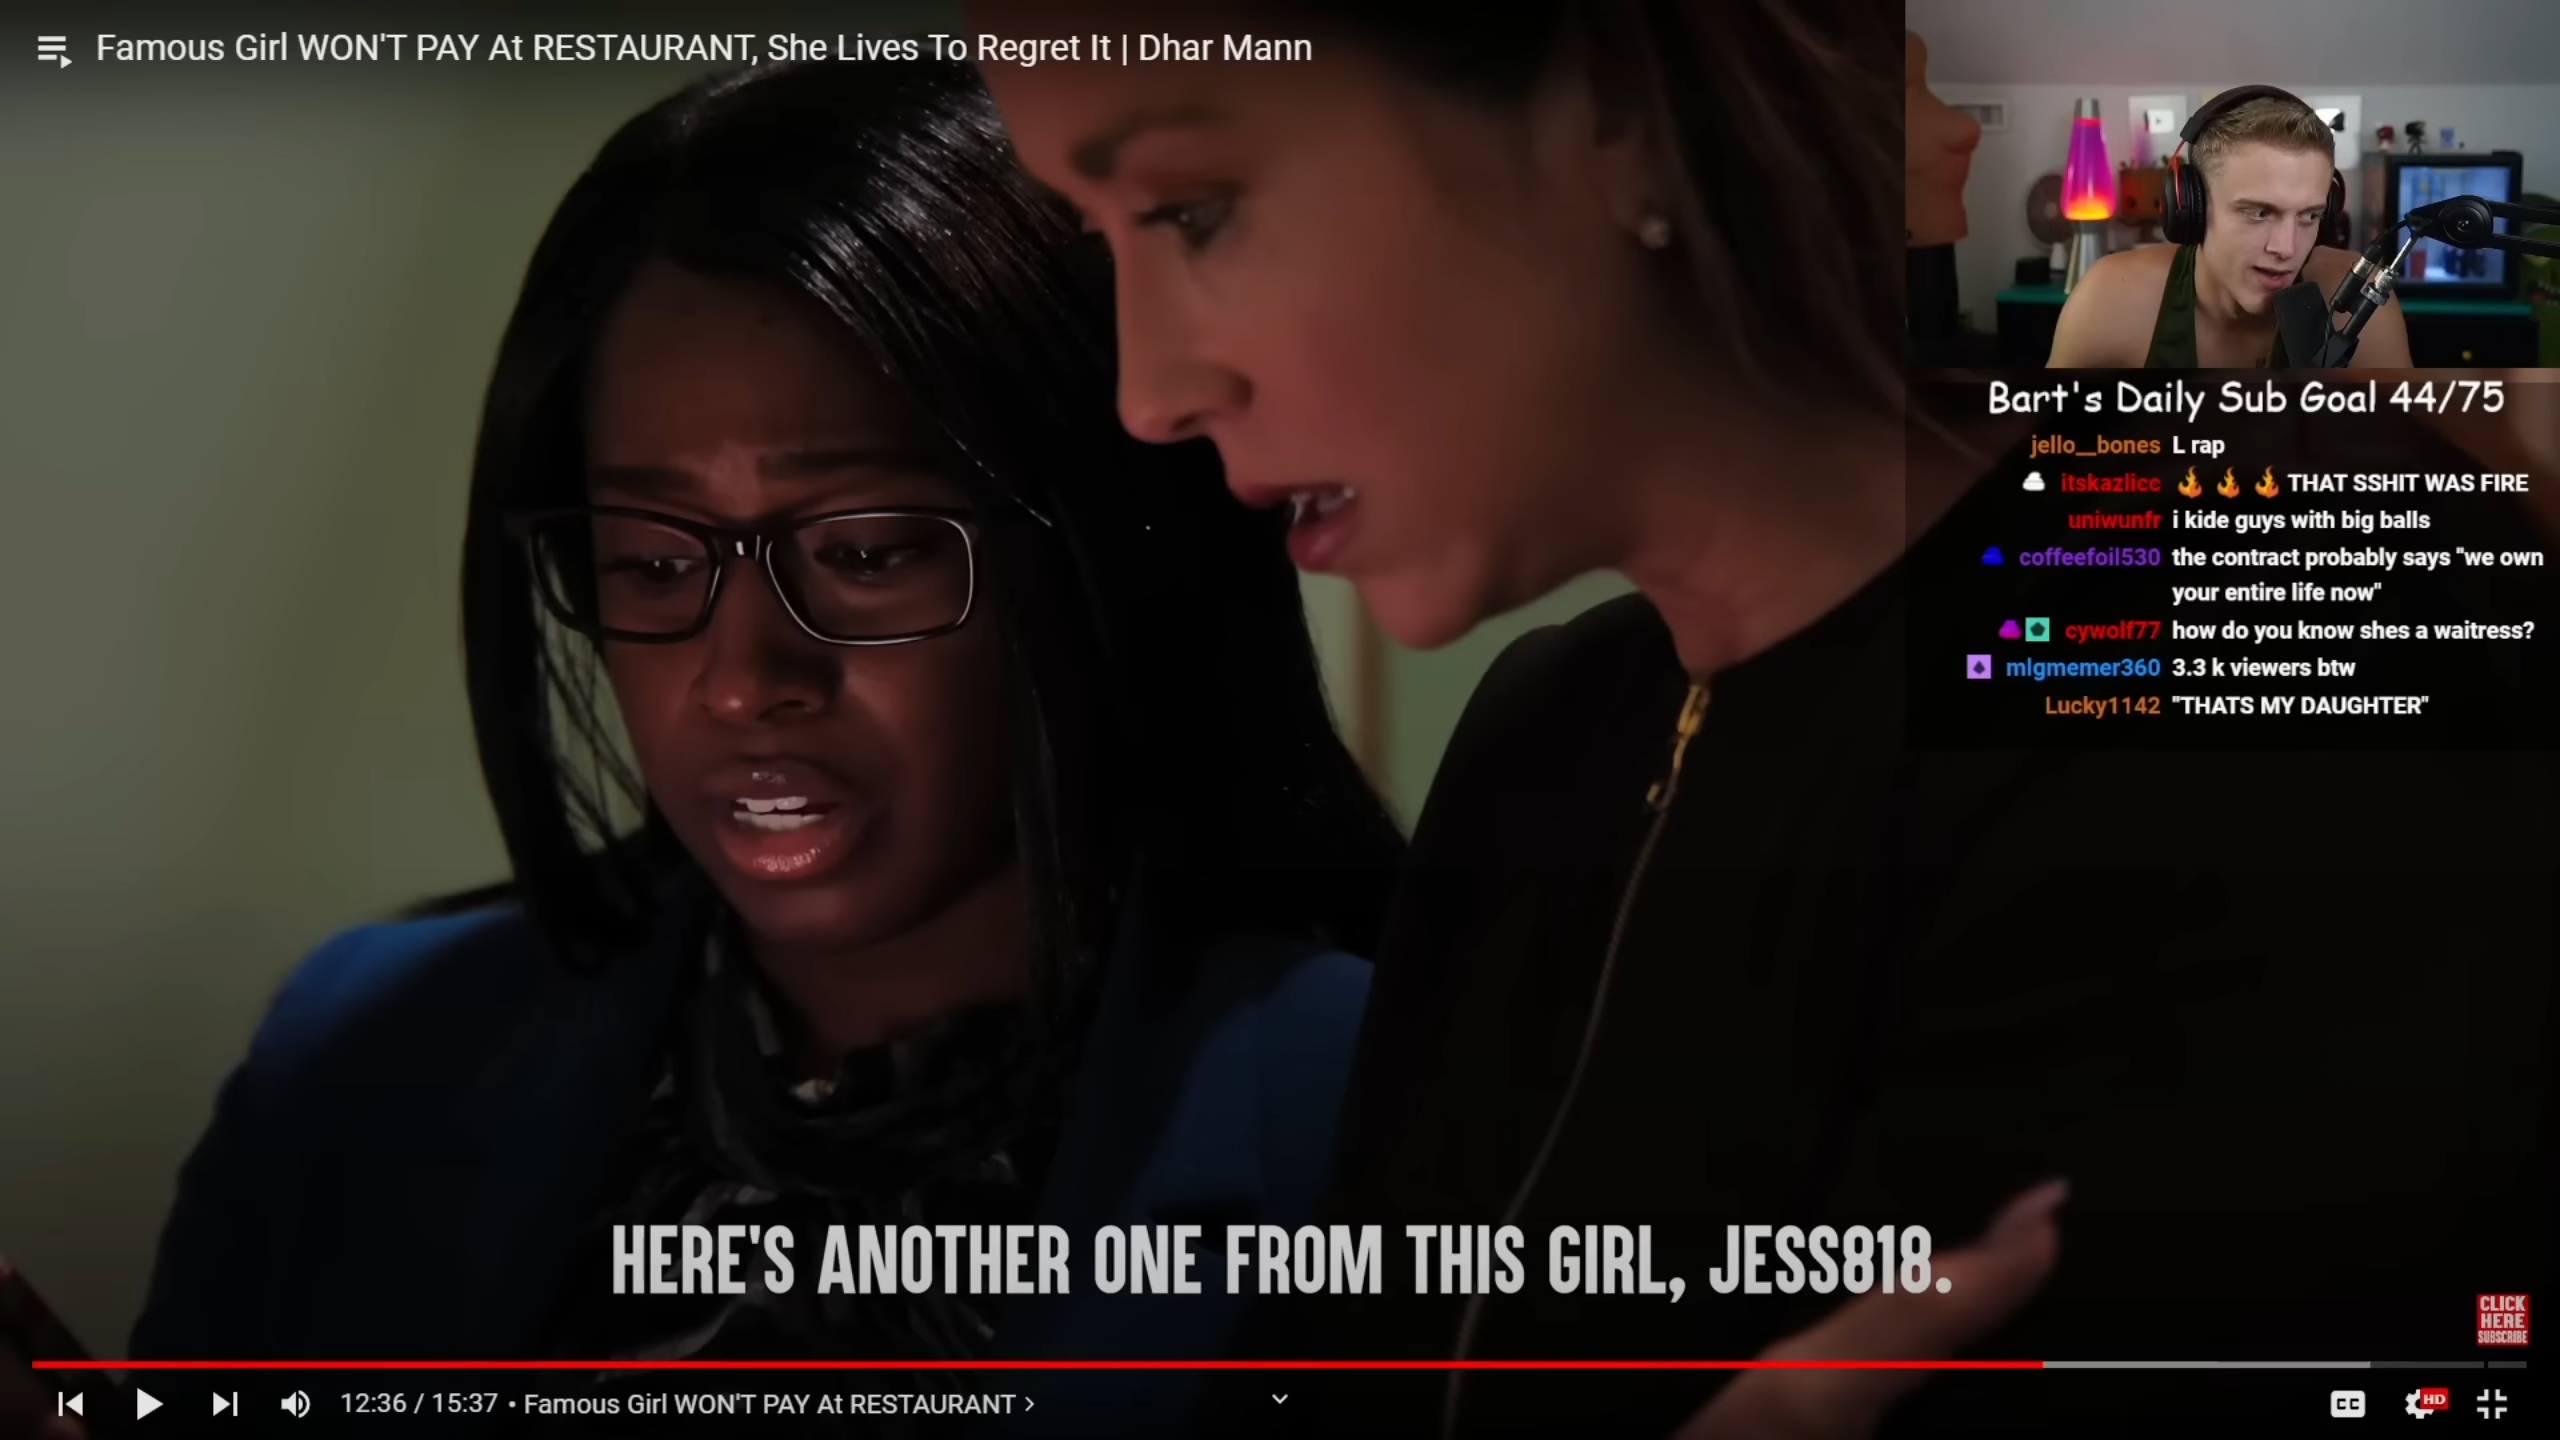 Famous Girl WON'T PAY At RESTAURANT, She Lives To Regret It | Dhar Mann
Bart's Daily Sub Goal 44/75
jello__bones L rap
itskazlicc 🔥 🔥 🔥 THAT SSHIT WAS FIRE
uniwunfr i kide guys with big balls
coffeefoil530 the contract probably says "we own
your entire life now"
cywolf77 how do you know shes a waitress?
mlgmemer360 3.3 k viewers btw
Lucky1142 "THATS MY DAUGHTER"
HERE'S ANOTHER ONE FROM THIS GIRL, JESS818.
CLICK
HERE
SUBSCRIBE
12:36 / 15:37 • Famous Girl WON'T PAY At RESTAURANT ›
CC
HD